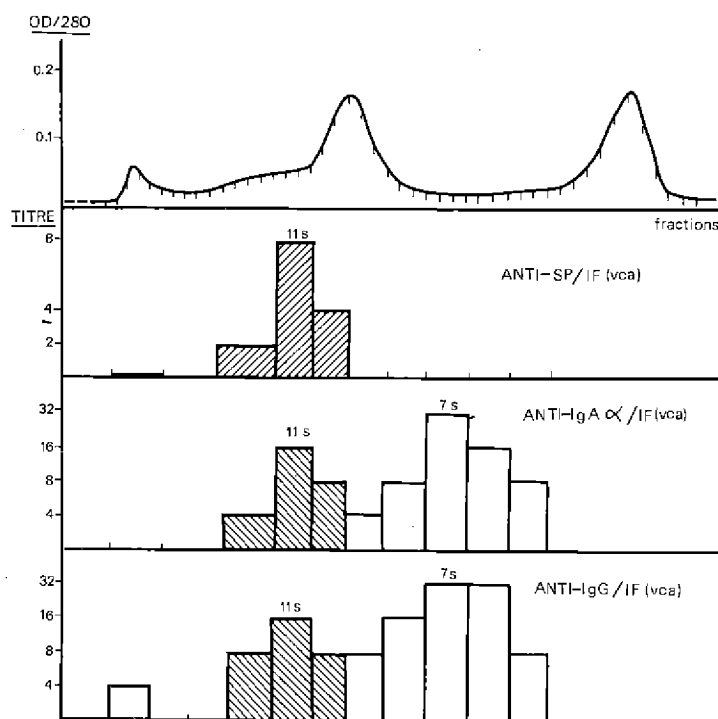 OD/280
0.2
0.1
TITRE
fractions
8
4
2
11 s
ANTI-SP/IF (vca)
32
16
8
4
11 s
7 s
ANTI-IgA α /IF (vca)
32
16
8
4
11 s
7 s
ANTI-IgG/IF (vca)